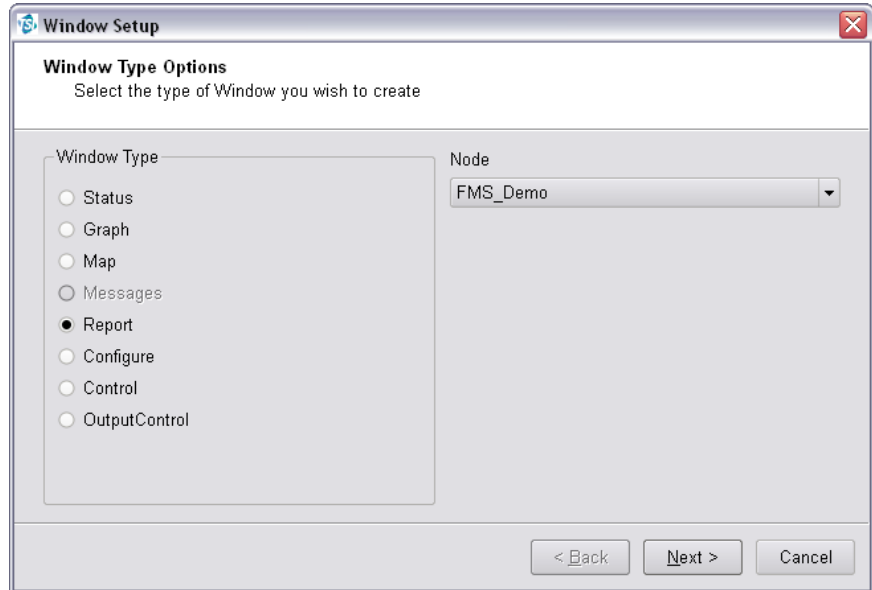 Window Setup
Window Type Options
Select the type of Window you wish to create
Window Type
Status
Graph
Map
Messages
Report
Configure
Control
OutputControl
Node
FMS_Demo
< Back
Next >
Cancel